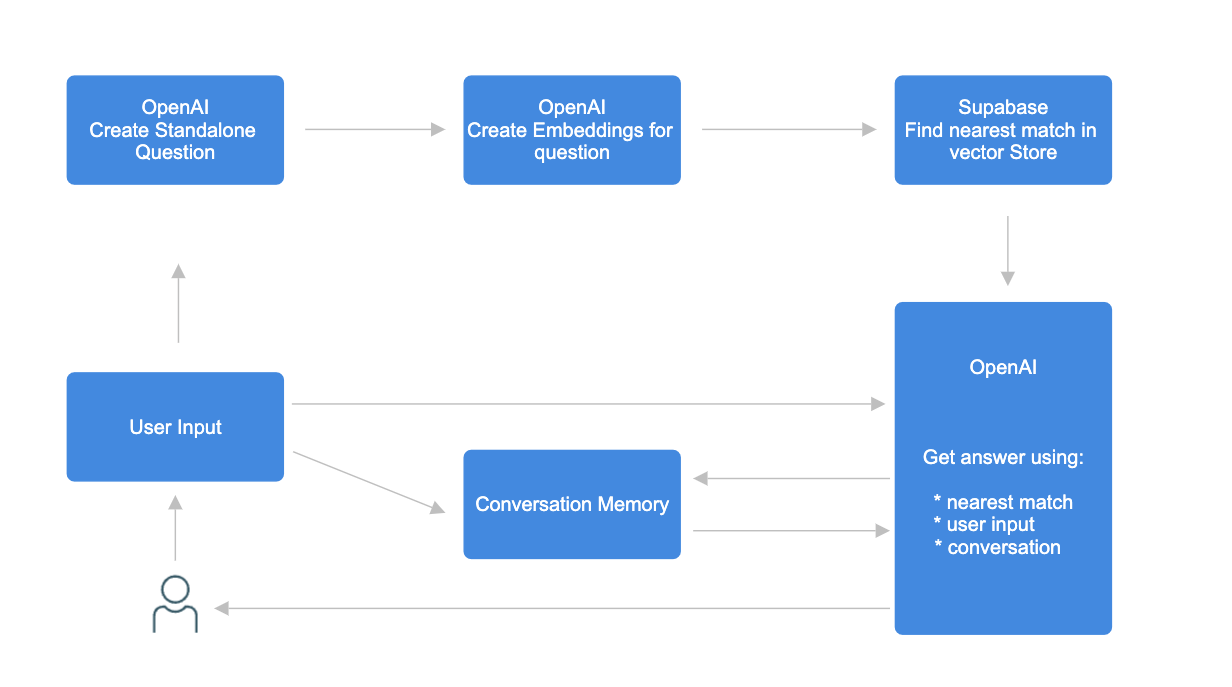 OpenAI
Create Standalone
Question
OpenAI
Create Embeddings for
question
Supabase
Find nearest match in
vector Store
User Input
Conversation Memory
OpenAI
Get answer using:
* nearest match
* user input
* conversation